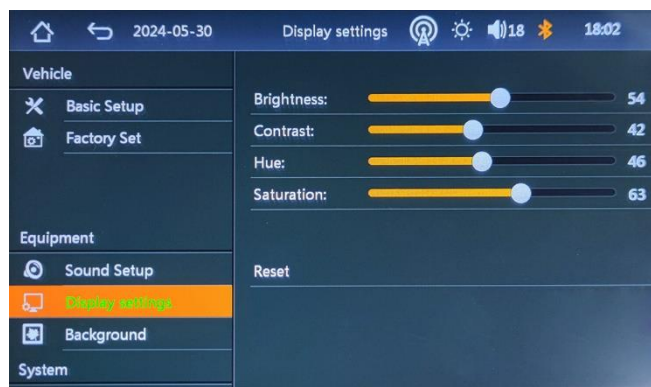 2024-05-30 Display settings 18 18:02
Vehicle
Basic Setup
Factory Set
Equipment
Sound Setup
Display settings
Background
System
Brightness: 54
Contrast: 42
Hue: 46
Saturation: 63
Reset